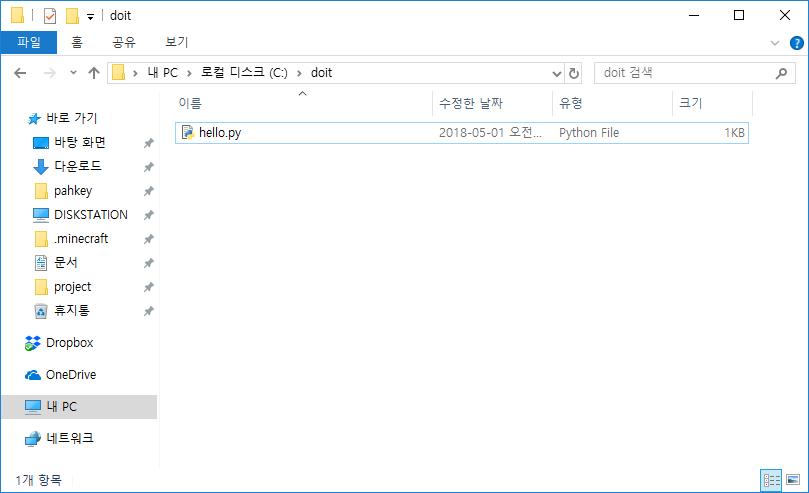 doit
파일 홈 공유 보기
내 PC 로컬 디스크 (C:) doit doit 검색
이름 수정한 날짜 유형 크기
hello.py 2018-05-01 오전... Python File 1KB
바로 가기
바탕 화면
다운로드
pahkey
DISKSTATION
.minecraft
문서
project
휴지통
Dropbox
OneDrive
내 PC
네트워크
1개 항목